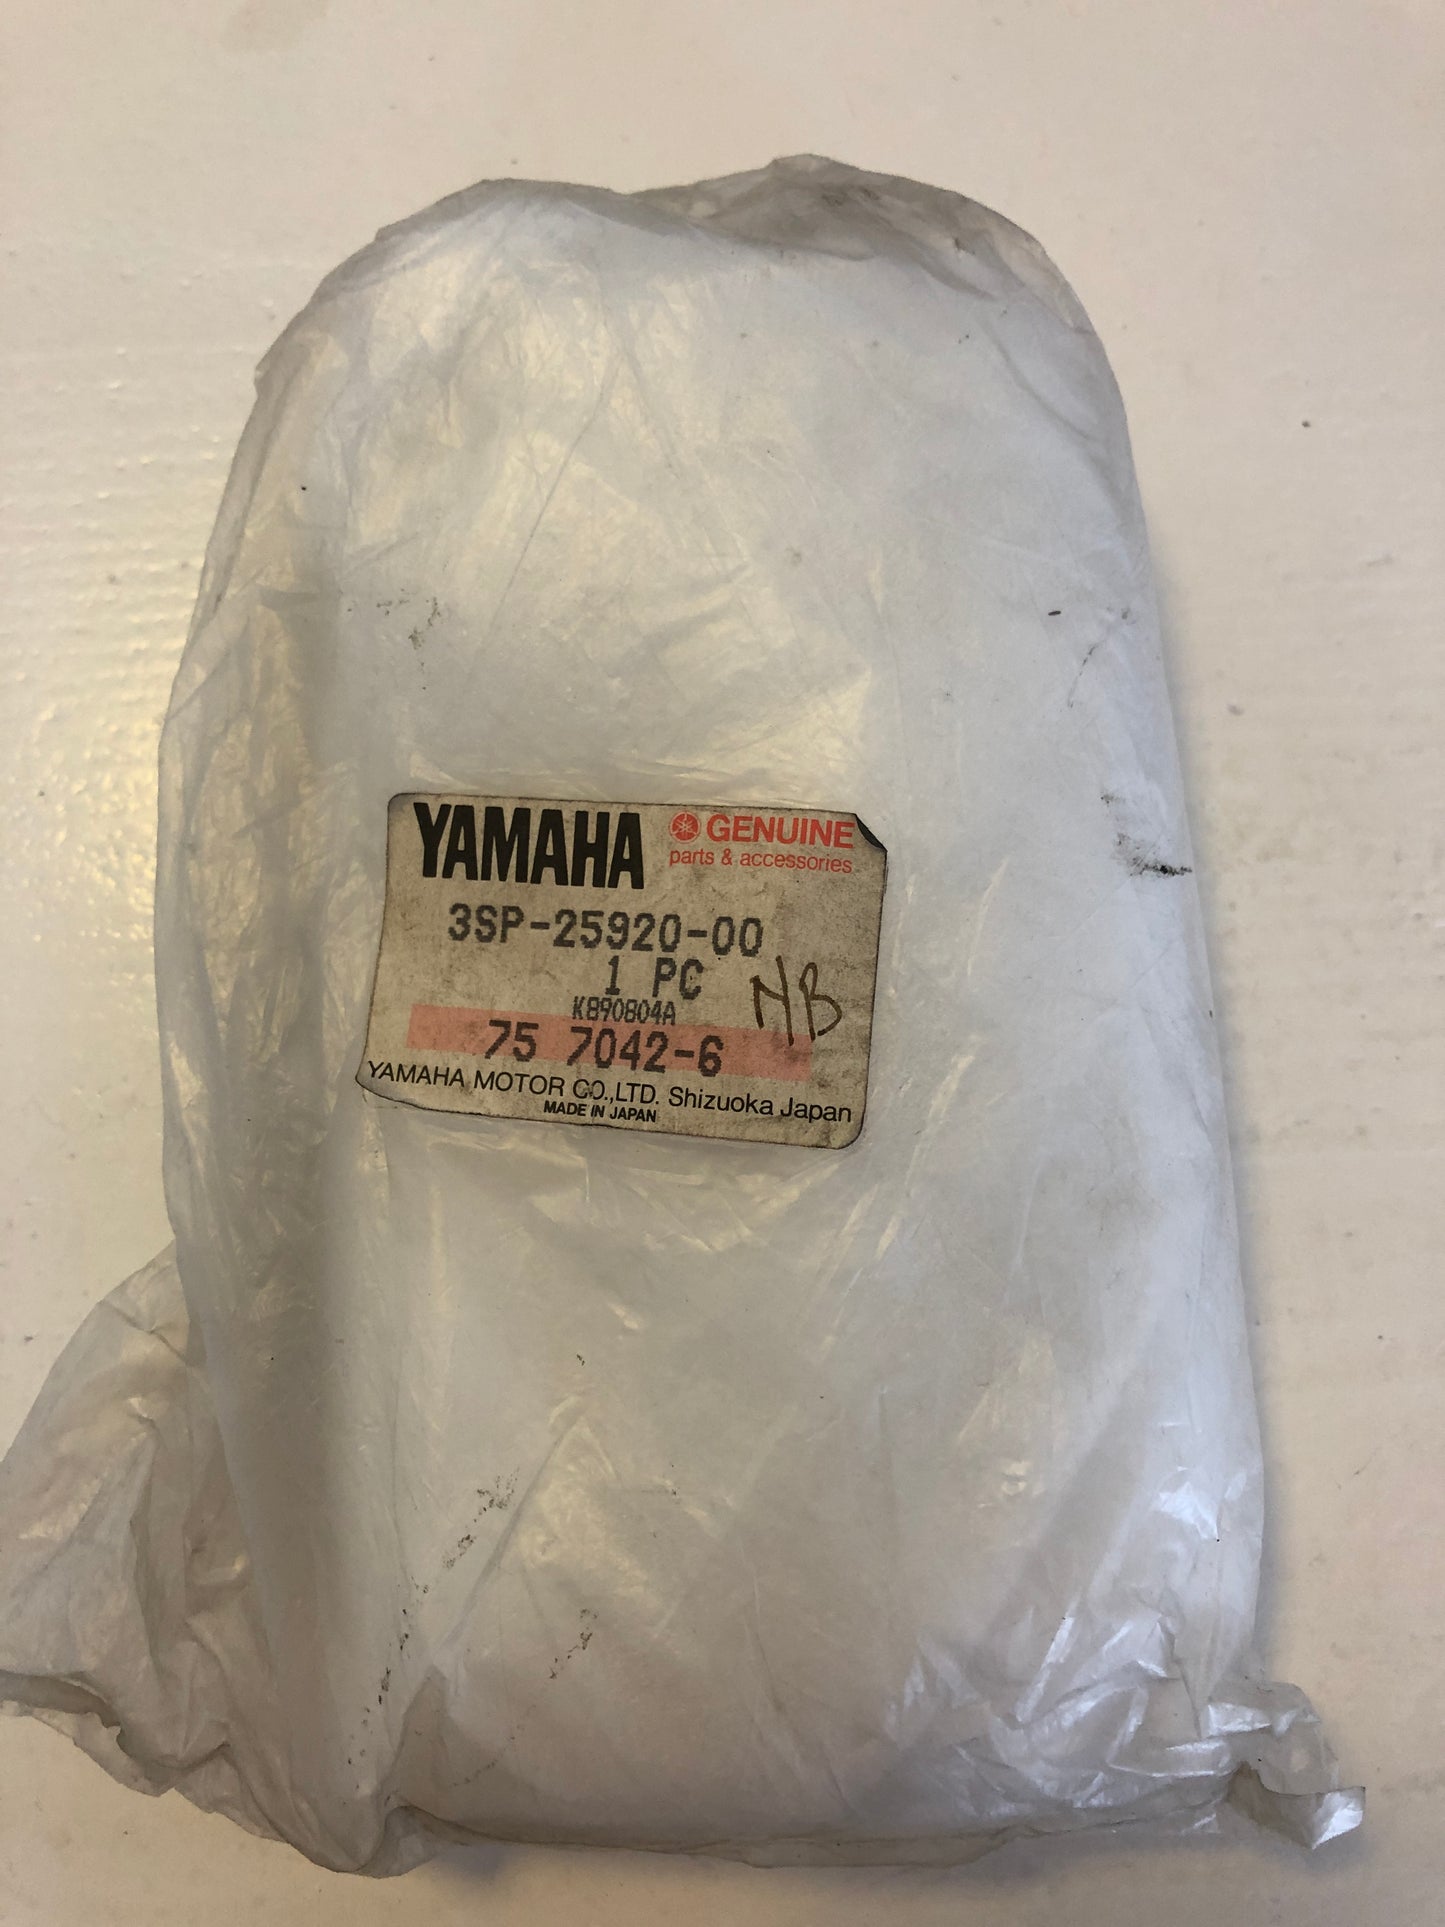 YAMAHA GENUINE
parts & accessories
3SP-25920-00
1 PC
NB
K890804A
75 7042-6
YAMAHA MOTOR CO.,LTD. Shizuoka Japan
MADE IN JAPAN